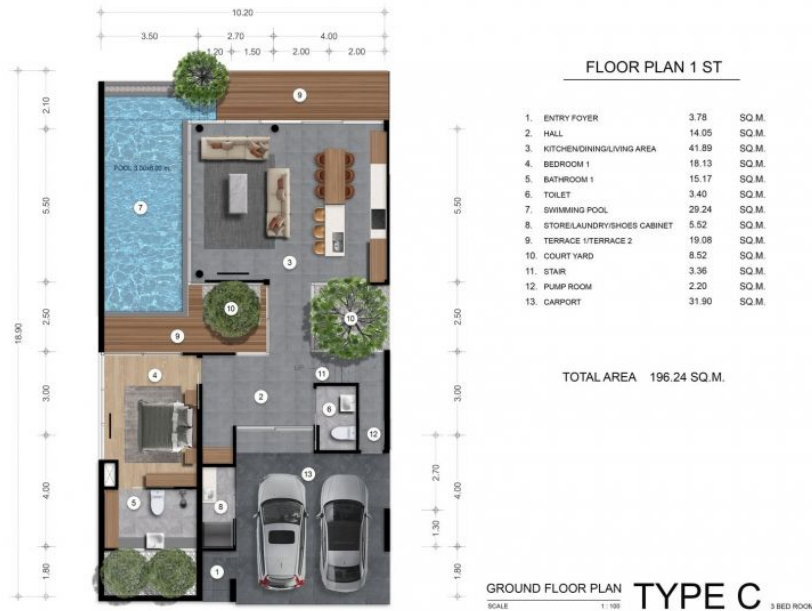 10.20
3.50
2.70
4.00
1.20
1.50
2.00
2.00
FLOOR PLAN 1 ST
1. ENTRY FOYER 3.78 SQ.M.
2. HALL 14.05 SQ.M.
3. KITCHEN/DINING/LIVING AREA 41.89 SQ.M.
4. BEDROOM 1 18.13 SQ.M.
5. BATHROOM 1 15.17 SQ.M.
6. TOILET 3.40 SQ.M.
7. SWIMMING POOL 29.24 SQ.M.
8. STORE/LAUNDRY/SHOES CABINET 5.52 SQ.M.
9. TERRACE 1/TERRACE 2 19.08 SQ.M.
10. COURT YARD 8.52 SQ.M.
11. STAIR 3.36 SQ.M.
12. PUMP ROOM 2.20 SQ.M.
13. CARPORT 31.90 SQ.M.
TOTAL AREA 196.24 SQ.M.
18.90
2.10
5.50
2.50
3.00
4.00
1.80
9
POOL
7
3
10
10
9
4
UP
11
2
6
12
13
5
8
1
5.50
2.50
3.00
2.70
4.00
1.30
1.80
GROUND FLOOR PLAN
SCALE 1 : 100
TYPE C
3 BED ROOM